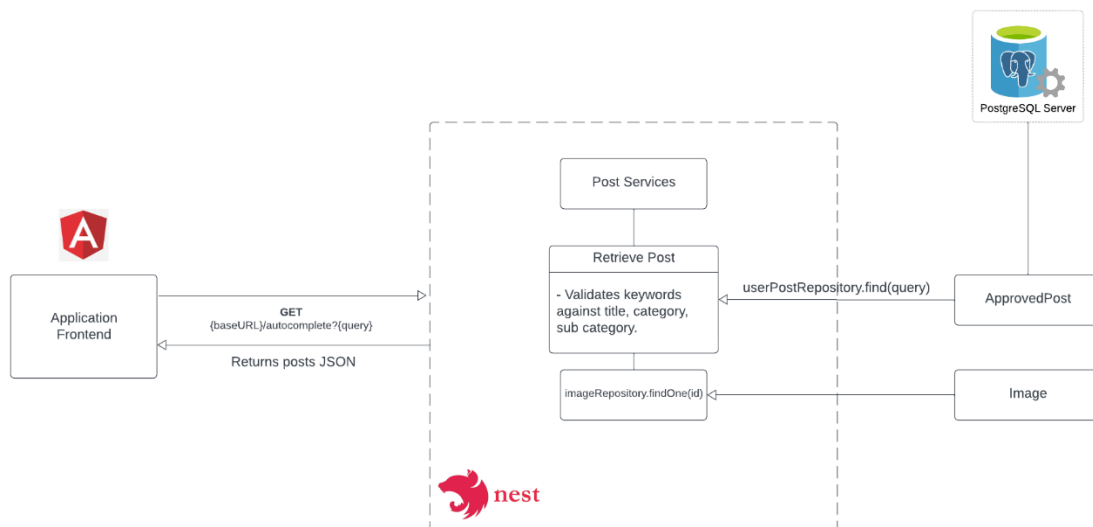 PostgreSQL Server
Post Services
Retrieve Post
- Validates keywords
against title, category,
sub category.
userPostRepository.find(query)
ApprovedPost
Application
Frontend
GET
{baseURL}/autocomplete?{query}
Returns posts JSON
imageRepository.findOne(id)
Image
nest
A